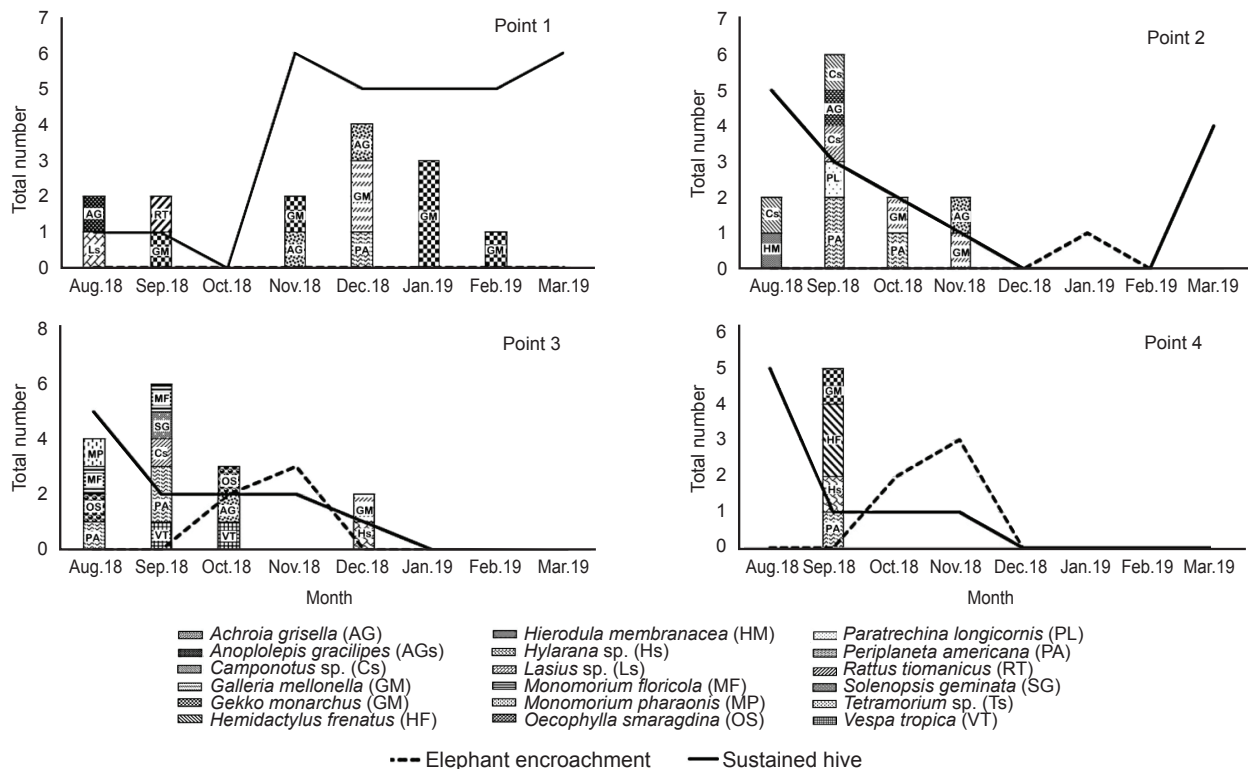 Point 1
Total number
7
6
5
4
3
2
1
0
AG
Ls
RT
GM
GM
AG
AG
GM
PA
GM
GM
Aug.18 Sep.18 Oct.18 Nov.18 Dec.18 Jan.19 Feb.19 Mar.19
Point 2
Total number
7
6
5
4
3
2
1
0
Cs
HM
Cs
AG
Cs
PL
PA
GM
PA
AG
GM
Aug.18 Sep.18 Oct.18 Nov.18 Dec.18 Jan.19 Feb.19 Mar.19
Point 3
Total number
8
6
4
2
0
MP
MF
OS
PA
MF
SG
Cs
PA
VT
OS
AG
VT
GM
Hs
Aug.18 Sep.18 Oct.18 Nov.18 Dec.18 Jan.19 Feb.19 Mar.19
Month
Point 4
Total number
6
5
4
3
2
1
0
GM
HF
Hs
PA
Aug.18 Sep.18 Oct.18 Nov.18 Dec.18 Jan.19 Feb.19 Mar.19
Month
Achroia grisella (AG)
Anoplolepis gracilipes (AGs)
Camponotus sp. (Cs)
Galleria mellonella (GM)
Gekko monarchus (GM)
Hemidactylus frenatus (HF)
Hierodula membranacea (HM)
Hylarana sp. (Hs)
Lasius sp. (Ls)
Monomorium floricola (MF)
Monomorium pharaonis (MP)
Oecophylla smaragdina (OS)
Paratrechina longicornis (PL)
Periplaneta americana (PA)
Rattus tiomanicus (RT)
Solenopsis geminata (SG)
Tetramorium sp. (Ts)
Vespa tropica (VT)
Elephant encroachment Sustained hive